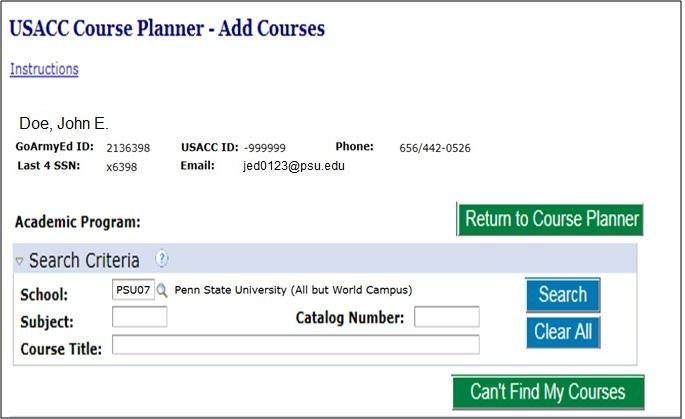 USACC Course Planner - Add Courses
Instructions
Doe, John E.
GoArmyEd ID: 2136398 USACC ID: -999999 Phone: 656/442-0526
Last 4 SSN: x6398 Email: jed0123@psu.edu
Academic Program: Return to Course Planner
Search Criteria ?
School: PSU07 Penn State University (All but World Campus) Search
Subject: Catalog Number: Clear All
Course Title:
Can't Find My Courses